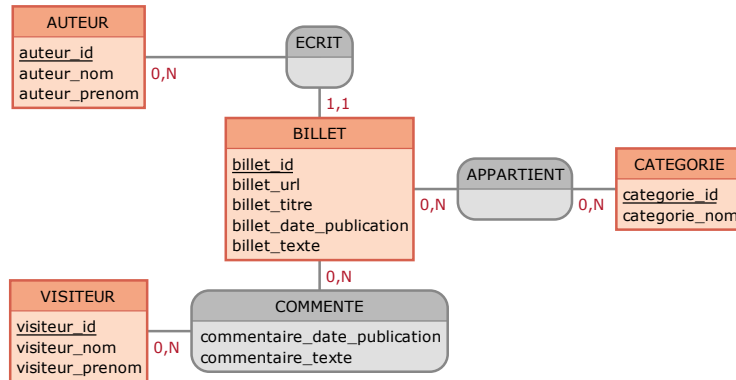 AUTEUR
auteur_id
auteur_nom
auteur_prenom
0,N
ECRIT
1,1
BILLET
billet_id
billet_url
billet_titre
billet_date_publication
billet_texte
0,N
APPARTIENT
0,N
CATEGORIE
categorie_id
categorie_nom
0,N
VISITEUR
visiteur_id
visiteur_nom
visiteur_prenom
0,N
COMMENTE
commentaire_date_publication
commentaire_texte